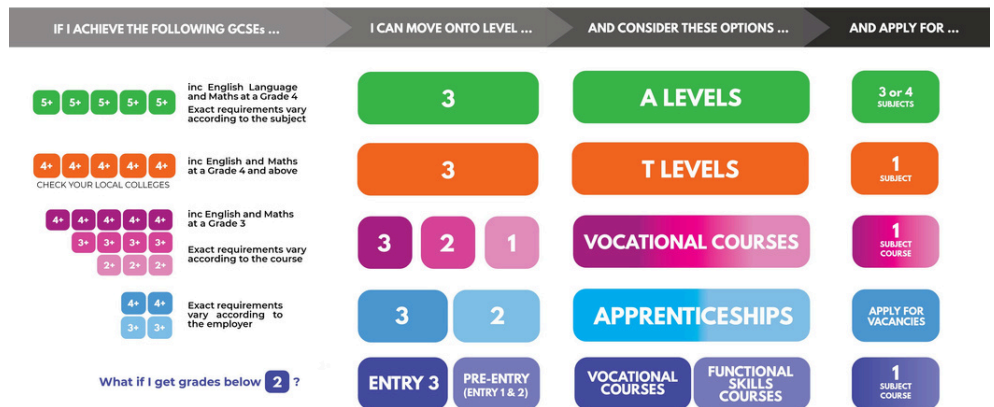 IF I ACHIEVE THE FOLLOWING GCSEs ...
I CAN MOVE ONTO LEVEL ...
AND CONSIDER THESE OPTIONS ...
AND APPLY FOR ...
5+ 5+ 5+ 5+ 5+
inc English Language
and Maths at a Grade 4
Exact requirements vary
according to the subject
3
A LEVELS
3 or 4
SUBJECTS
4+ 4+ 4+ 4+ 4+
CHECK YOUR LOCAL COLLEGES
inc English and Maths
at a Grade 4 and above
3
T LEVELS
1
SUBJECT
4+ 4+ 4+ 4+ 4+
3+ 3+ 3+ 3+
2+ 2+ 2+
inc English and Maths
at a Grade 3
Exact requirements vary
according to the course
3 2 1
VOCATIONAL COURSES
1
SUBJECT
COURSE
4+ 4+
3+ 3+
Exact requirements
vary according to
the employer
3 2
APPRENTICESHIPS
APPLY FOR
VACANCIES
What if I get grades below 2 ?
ENTRY 3
PRE-ENTRY
(ENTRY 1 & 2)
VOCATIONAL
COURSES
FUNCTIONAL
SKILLS
COURSES
1
SUBJECT
COURSE